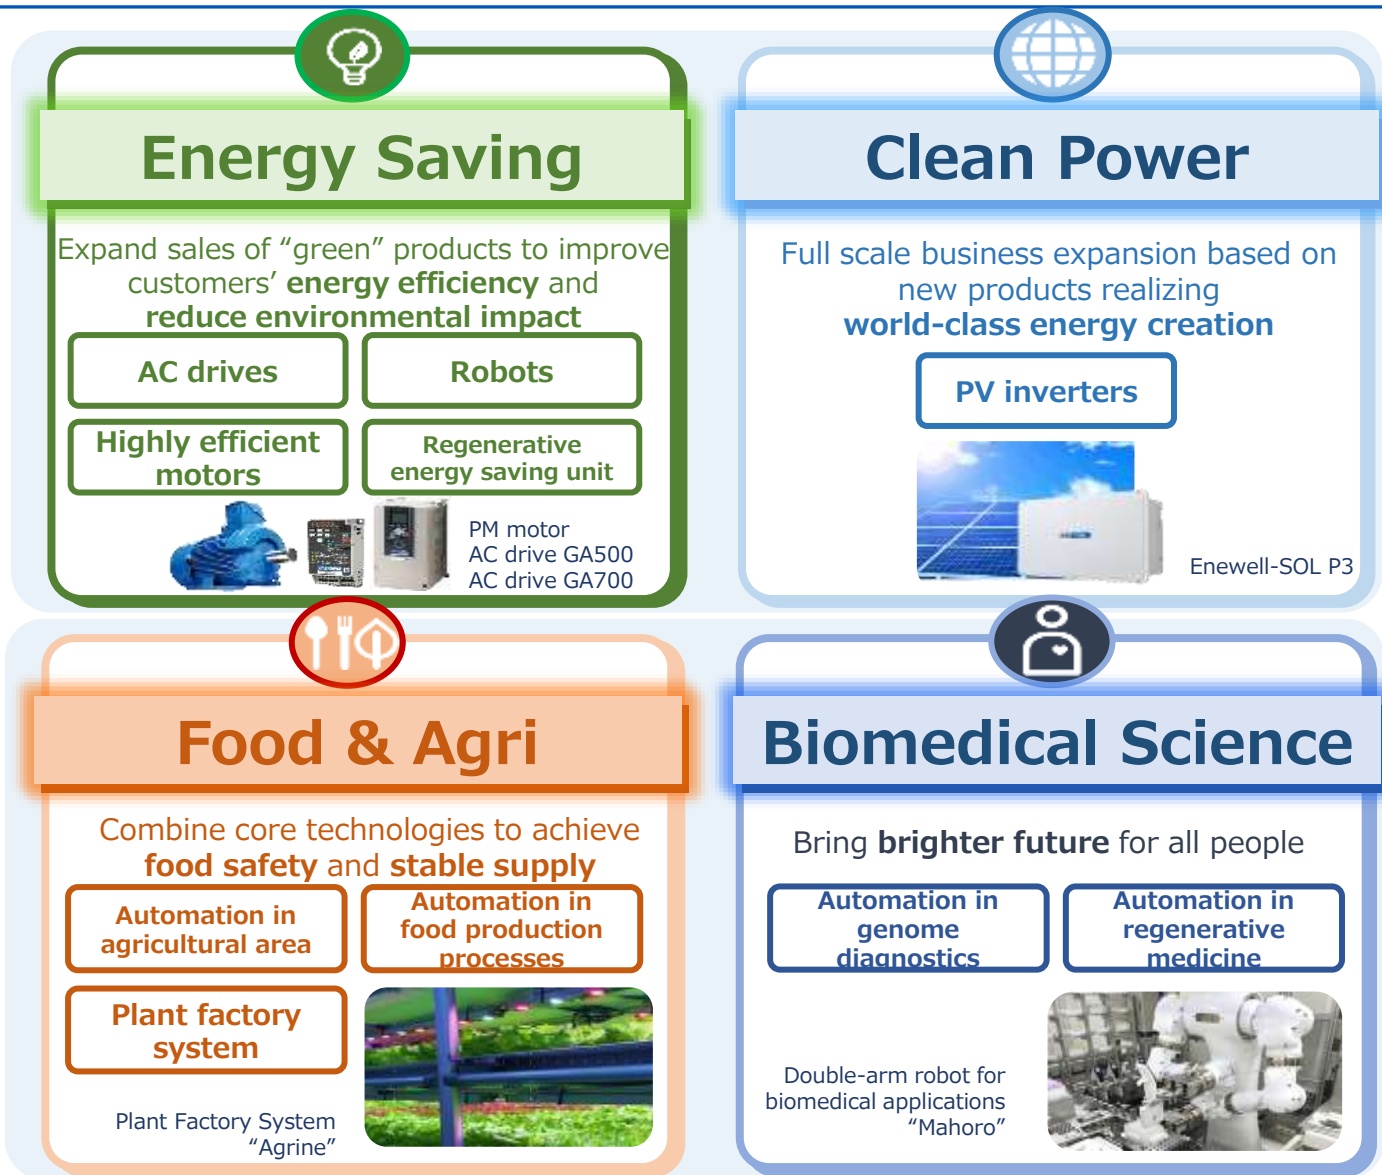 Energy Saving
Expand sales of “green” products to improve
customers’ energy efficiency and
reduce environmental impact
AC drives
Robots
Highly efficient
motors
Regenerative
energy saving unit
PM motor
AC drive GA500
AC drive GA700
Clean Power
Full scale business expansion based on
new products realizing
world-class energy creation
PV inverters
Enewell-SOL P3
Food & Agri
Combine core technologies to achieve
food safety and stable supply
Automation in
agricultural area
Automation in
food production
processes
Plant factory
system
Plant Factory System
“Agrine”
Biomedical Science
Bring brighter future for all people
Automation in
genome
diagnostics
Automation in
regenerative
medicine
Double-arm robot for
biomedical applications
“Mahoro”